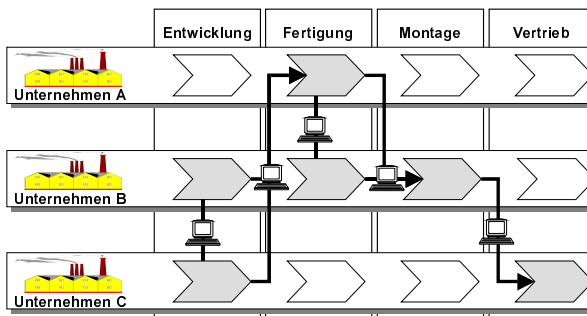 Entwicklung Fertigung Montage Vertrieb
Unternehmen A
Unternehmen B
Unternehmen C